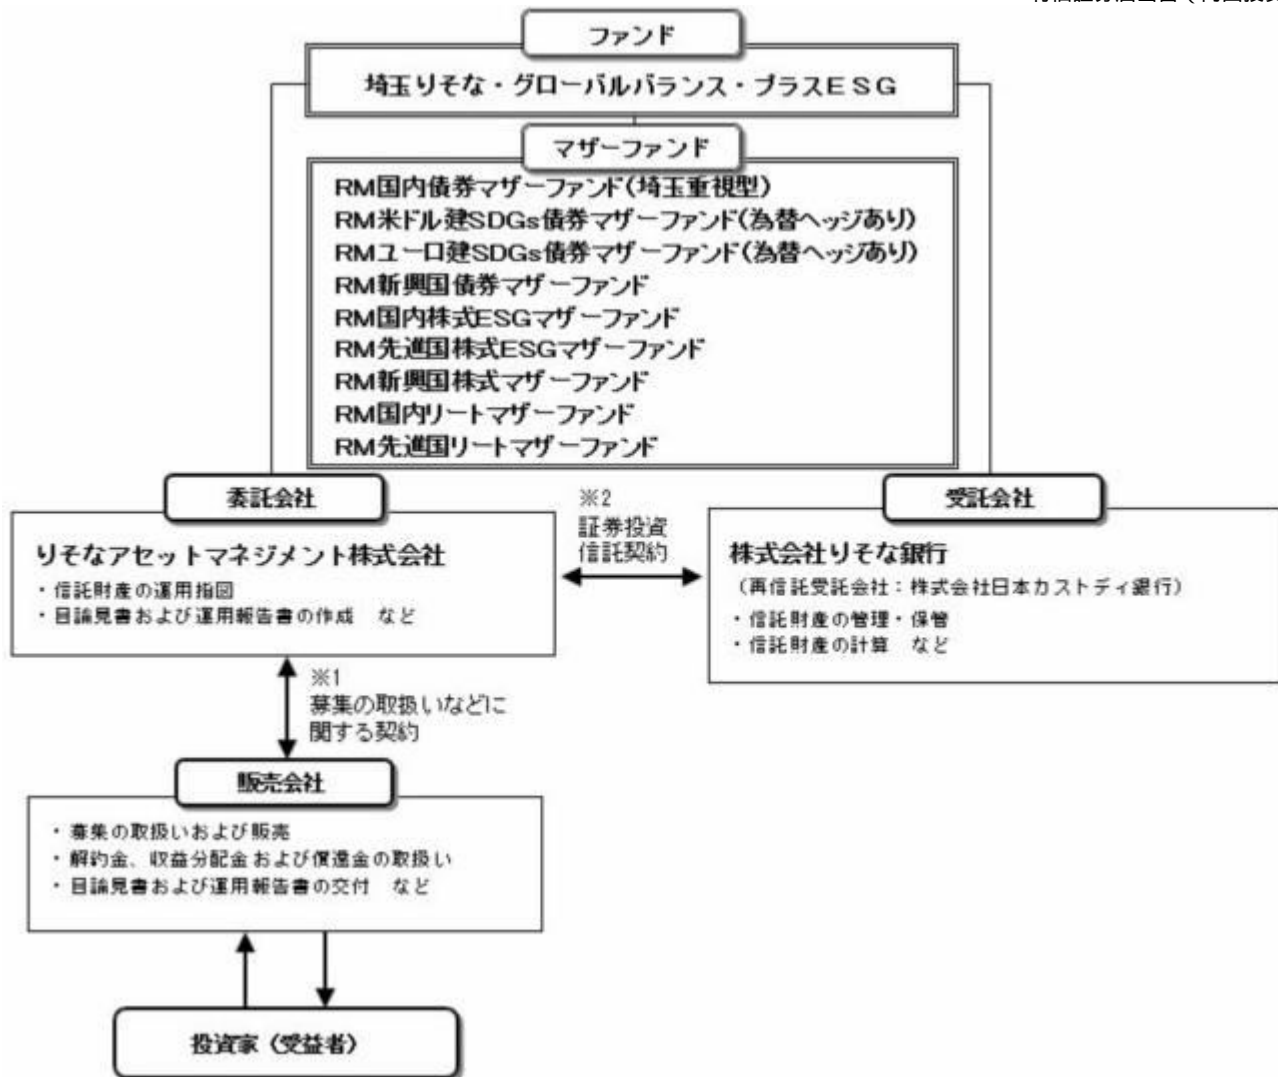 ファンド
埼玉りそな・グローバルバランス・プラスESG
マザーファンド
RM国内債券マザーファンド(埼玉重視型)
RM米ドル建SDGs債券マザーファンド(為替ヘッジあり)
RMユーロ建SDGs債券マザーファンド(為替ヘッジあり)
RM新興国債券マザーファンド
RM国内株式ESGマザーファンド
RM先進国株式ESGマザーファンド
RM新興国株式マザーファンド
RM国内リートマザーファンド
RM先進国リートマザーファンド
委託会社
りそなアセットマネジメント株式会社
・信託財産の運用指図
・目論見書および運用報告書の作成 など
※2
証券投資
信託契約
受託会社
株式会社りそな銀行
(再信託受託会社:株式会社日本カストディ銀行)
・信託財産の管理・保管
・信託財産の計算 など
※1
募集の取扱いなどに
関する契約
販売会社
・募集の取扱いおよび販売
・解約金、収益分配金および償還金の取扱い
・目論見書および運用報告書の交付 など
投資家(受益者)